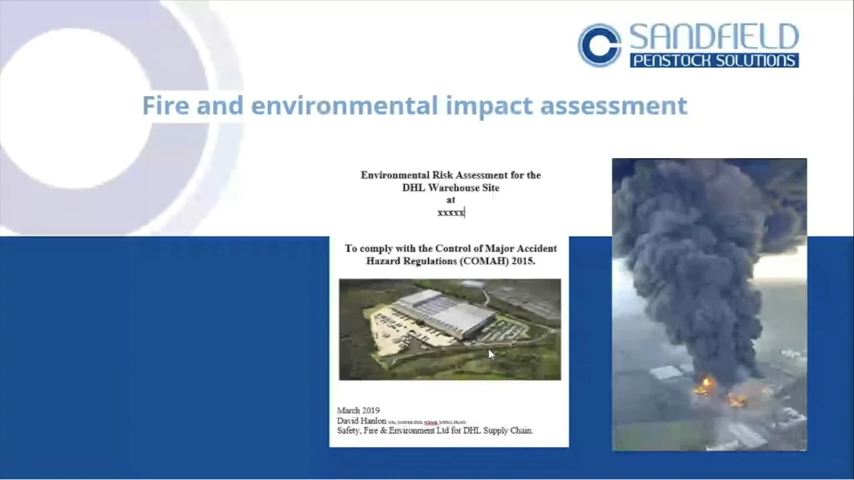 SANDFIELD
PENSTOCK SOLUTIONS
Fire and environmental impact assessment
Environmental Risk Assessment for the
DHL Warehouse Site
at
xxxxx
To comply with the Control of Major Accident
Hazard Regulations (COMAH) 2015.
March 2019
David Hanlon
Safety, Fire & Environment Ltd for DHL Supply Chain.